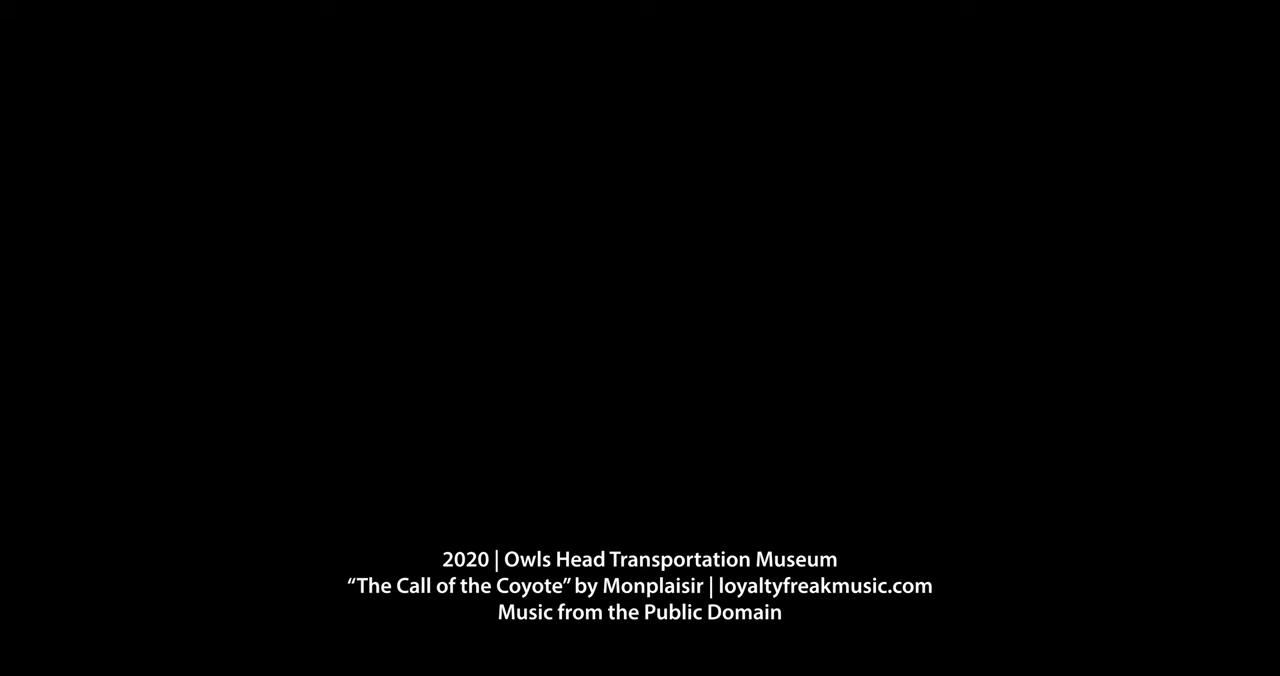 2020 | Owls Head Transportation Museum
“The Call of the Coyote” by Monplaisir | loyaltyfreakmusic.com
Music from the Public Domain